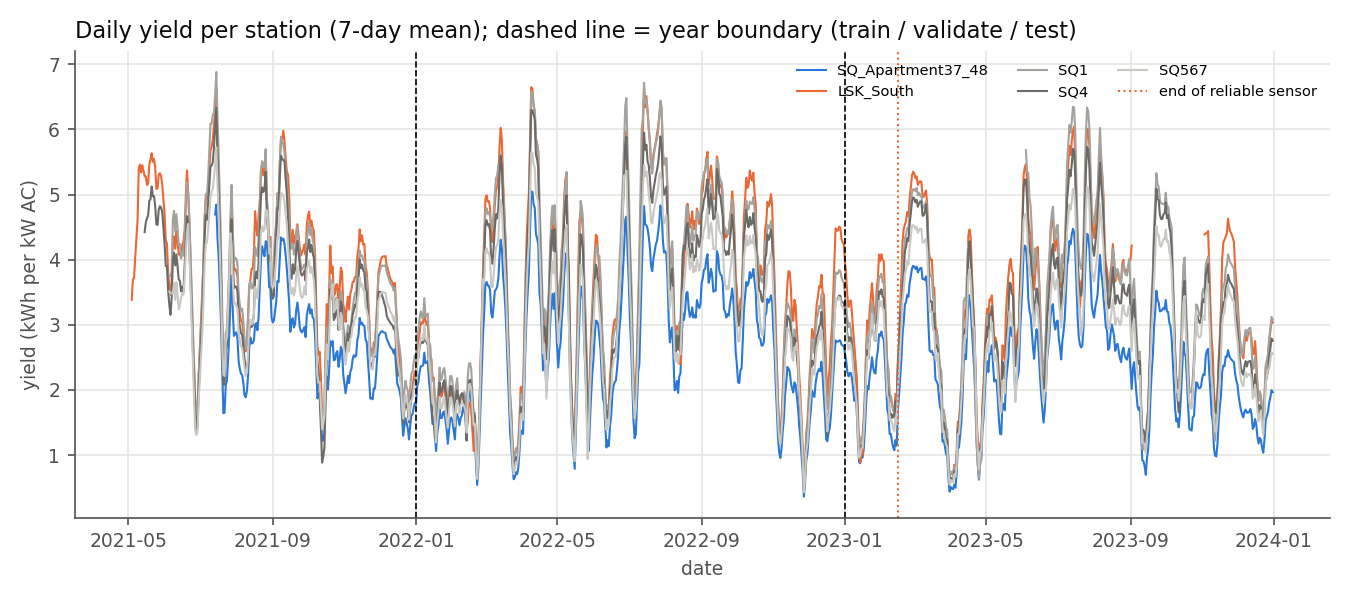 Daily yield per station (7-day mean); dashed line = year boundary (train / validate / test)
SQ_Apartment37_48
LSK_South
SQ1
SQ4
SQ567
end of reliable sensor
yield (kWh per kW AC)
7
6
5
4
3
2
1
2021-05 2021-09 2022-01 2022-05 2022-09 2023-01 2023-05 2023-09 2024-01
date